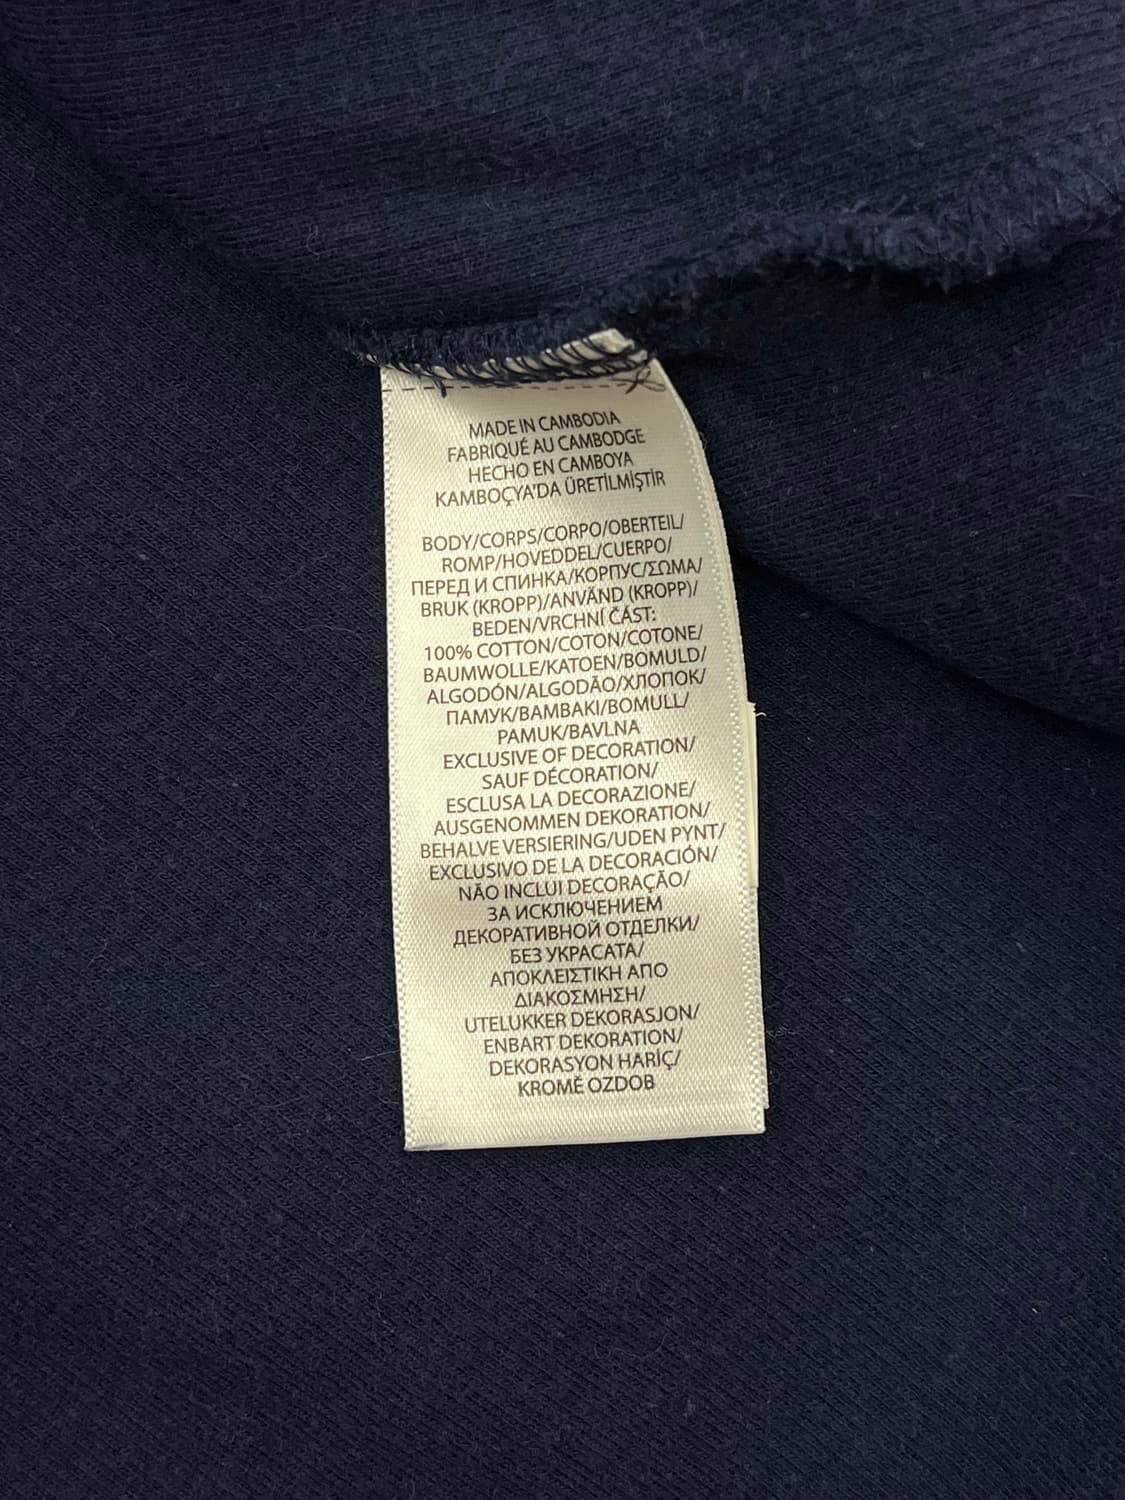 MADE IN CAMBODIA
FABRIQUÉ AU CAMBODGE
HECHO EN CAMBOYA
KAMBOÇYA'DA ÜRETİLMİŞTİR
BODY/CORPS/CORPO/OBERTEIL/
ROMP/HOVEDDEL/CUERPO/
ПЕРЕД И СПИНКА/КОРПУС/ΣΩΜΑ/
BRUK (KROPP)/ANVÄND (KROPP)/
BEDEN/VRCHNÍ ČÁST:
100% COTTON/COTON/COTONE/
BAUMWOLLE/KATOEN/BOMULD/
ALGODÓN/ALGODÃO/ХЛОПОК/
ПАМУК/ΒΑΜΒΑΚΙ/BOMULL/
PAMUK/BAVLNA
EXCLUSIVE OF DECORATION/
SAUF DÉCORATION/
ESCLUSA LA DECORAZIONE/
AUSGENOMMEN DEKORATION/
BEHALVE VERSIERING/UDEN PYNT/
EXCLUSIVO DE LA DECORACIÓN/
NÃO INCLUI DECORAÇÃO/
ЗА ИСКЛЮЧЕНИЕМ
ДЕКОРАТИВНОЙ ОТДЕЛКИ/
БЕЗ УКРАСАТА/
ΑΠΟΚΛΕΙΣΤΙΚΗ ΑΠΟ
ΔΙΑΚΟΣΜΗΣΗ/
UTELUKKER DEKORASJON/
ENBART DEKORATION/
DEKORASYON HARİÇ/
KROMĚ OZDOB